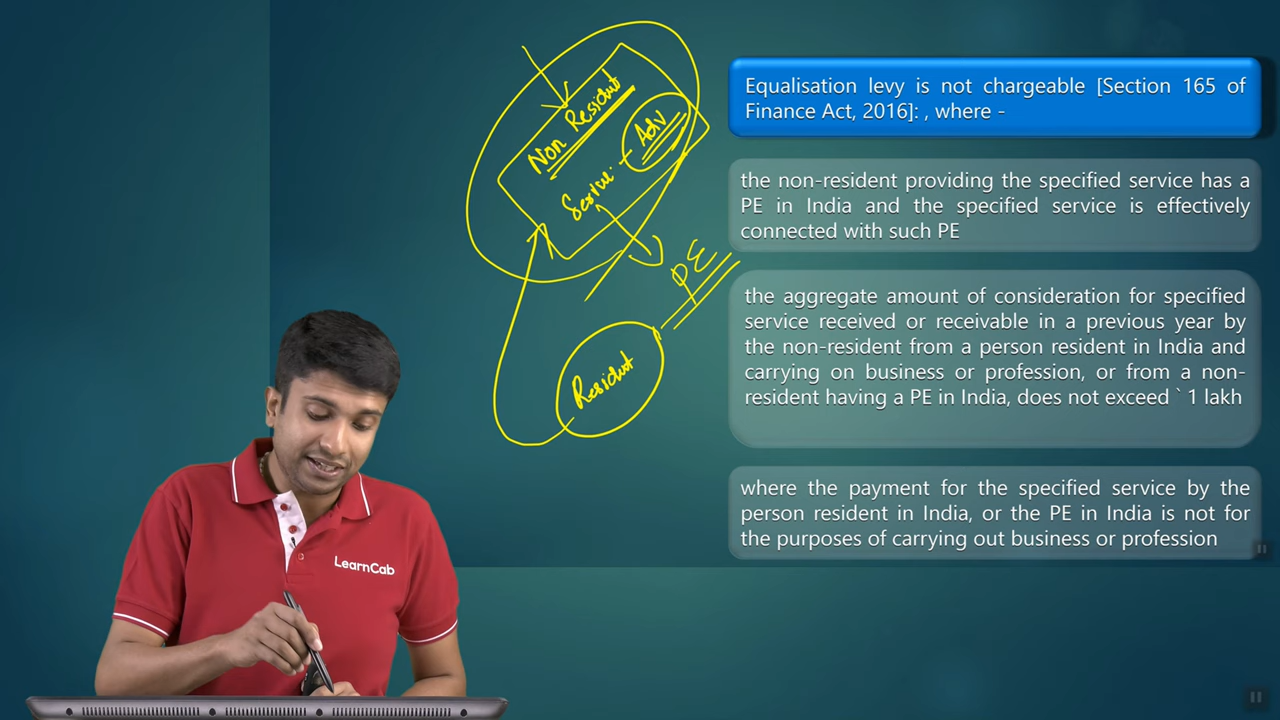 Non Resident
Service - Adv
PE
Resident
Equalisation levy is not chargeable [Section 165 of
Finance Act, 2016]: , where -
the non-resident providing the specified service has a
PE in India and the specified service is effectively
connected with such PE
the aggregate amount of consideration for specified
service received or receivable in a previous year by
the non-resident from a person resident in India and
carrying on business or profession, or from a non-
resident having a PE in India, does not exceed ` 1 lakh
where the payment for the specified service by the
person resident in India, or the PE in India is not for
the purposes of carrying out business or profession
LearnCab